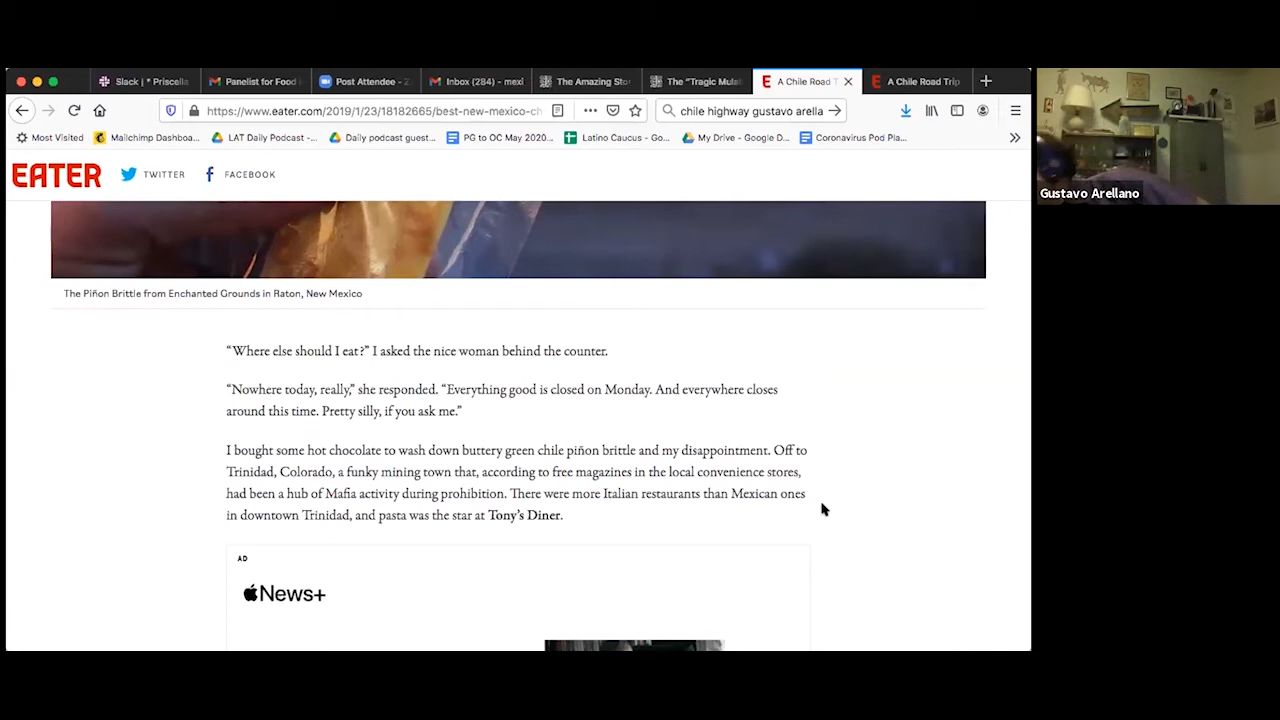 Slack | * Priscella
Panelist for Food
Post Attendee - Z
Inbox (284) - mexi
The Amazing Sto
The "Tragic Mulat
E A Chile Road T
E A Chile Road Trip
https://www.eater.com/2019/1/23/18182665/best-new-mexico-ch
chile highway gustavo arella
Most Visited
Mailchimp Dashboa...
LAT Daily Podcast -...
Daily podcast guest...
PG to OC May 2020...
Latino Caucus - Go...
My Drive - Google D...
Coronavirus Pod Pla...
Gustavo Arellano
EATER
TWITTER
FACEBOOK
The Piñon Brittle from Enchanted Grounds in Raton, New Mexico
“Where else should I eat?” I asked the nice woman behind the counter.
“Nowhere today, really,” she responded. “Everything good is closed on Monday. And everywhere closes
around this time. Pretty silly, if you ask me.”
I bought some hot chocolate to wash down buttery green chile piñon brittle and my disappointment. Off to
Trinidad, Colorado, a funky mining town that, according to free magazines in the local convenience stores,
had been a hub of Mafia activity during prohibition. There were more Italian restaurants than Mexican ones
in downtown Trinidad, and pasta was the star at Tony’s Diner.
AD
News+